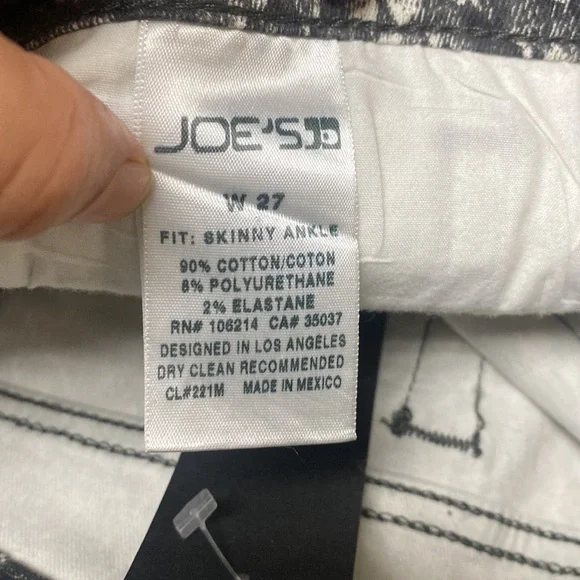 JOE'S
W 27
FIT: SKINNY ANKLE
90% COTTON/COTON
8% POLYURETHANE
2% ELASTANE
RN# 106214 CA# 35037
DESIGNED IN LOS ANGELES
DRY CLEAN RECOMMENDED
CL#221M MADE IN MEXICO